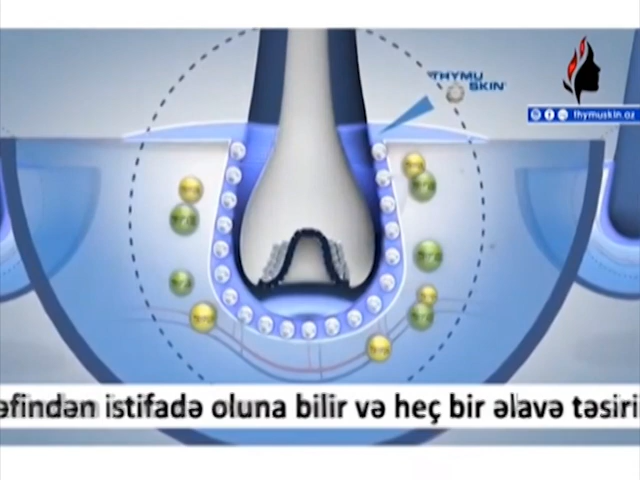 THYMU
SKIN
thymuskin.az
əfindən istifadə oluna bilir və heç bir əlavə təsiri